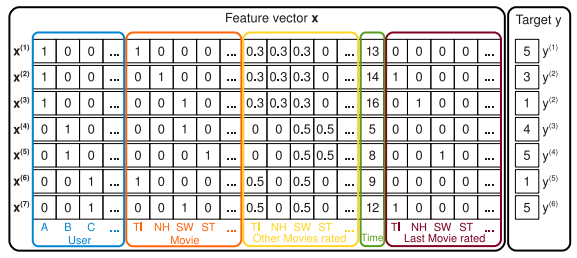 Feature vector x Target y
x(1) 1 0 0 ... 1 0 0 0 ... 0.3 0.3 0.3 0 ... 13 0 0 0 0 ... 5 y(1)
x(2) 1 0 0 ... 0 1 0 0 ... 0.3 0.3 0.3 0 ... 14 1 0 0 0 ... 3 y(2)
x(3) 1 0 0 ... 0 0 1 0 ... 0.3 0.3 0.3 0 ... 16 0 1 0 0 ... 1 y(2)
x(4) 0 1 0 ... 0 0 1 0 ... 0 0 0.5 0.5 ... 5 0 0 0 0 ... 4 y(3)
x(5) 0 1 0 ... 0 0 0 1 ... 0 0 0.5 0.5 ... 8 0 0 1 0 ... 5 y(4)
x(6) 0 0 1 ... 1 0 0 0 ... 0.5 0 0.5 0 ... 9 0 0 0 0 ... 1 y(5)
x(7) 0 0 1 ... 0 0 1 0 ... 0.5 0 0.5 0 ... 12 1 0 0 0 ... 5 y(6)
A B C ... TI NH SW ST ... TI NH SW ST ... TI NH SW ST ...
User Movie Other Movies rated Time Last Movie rated